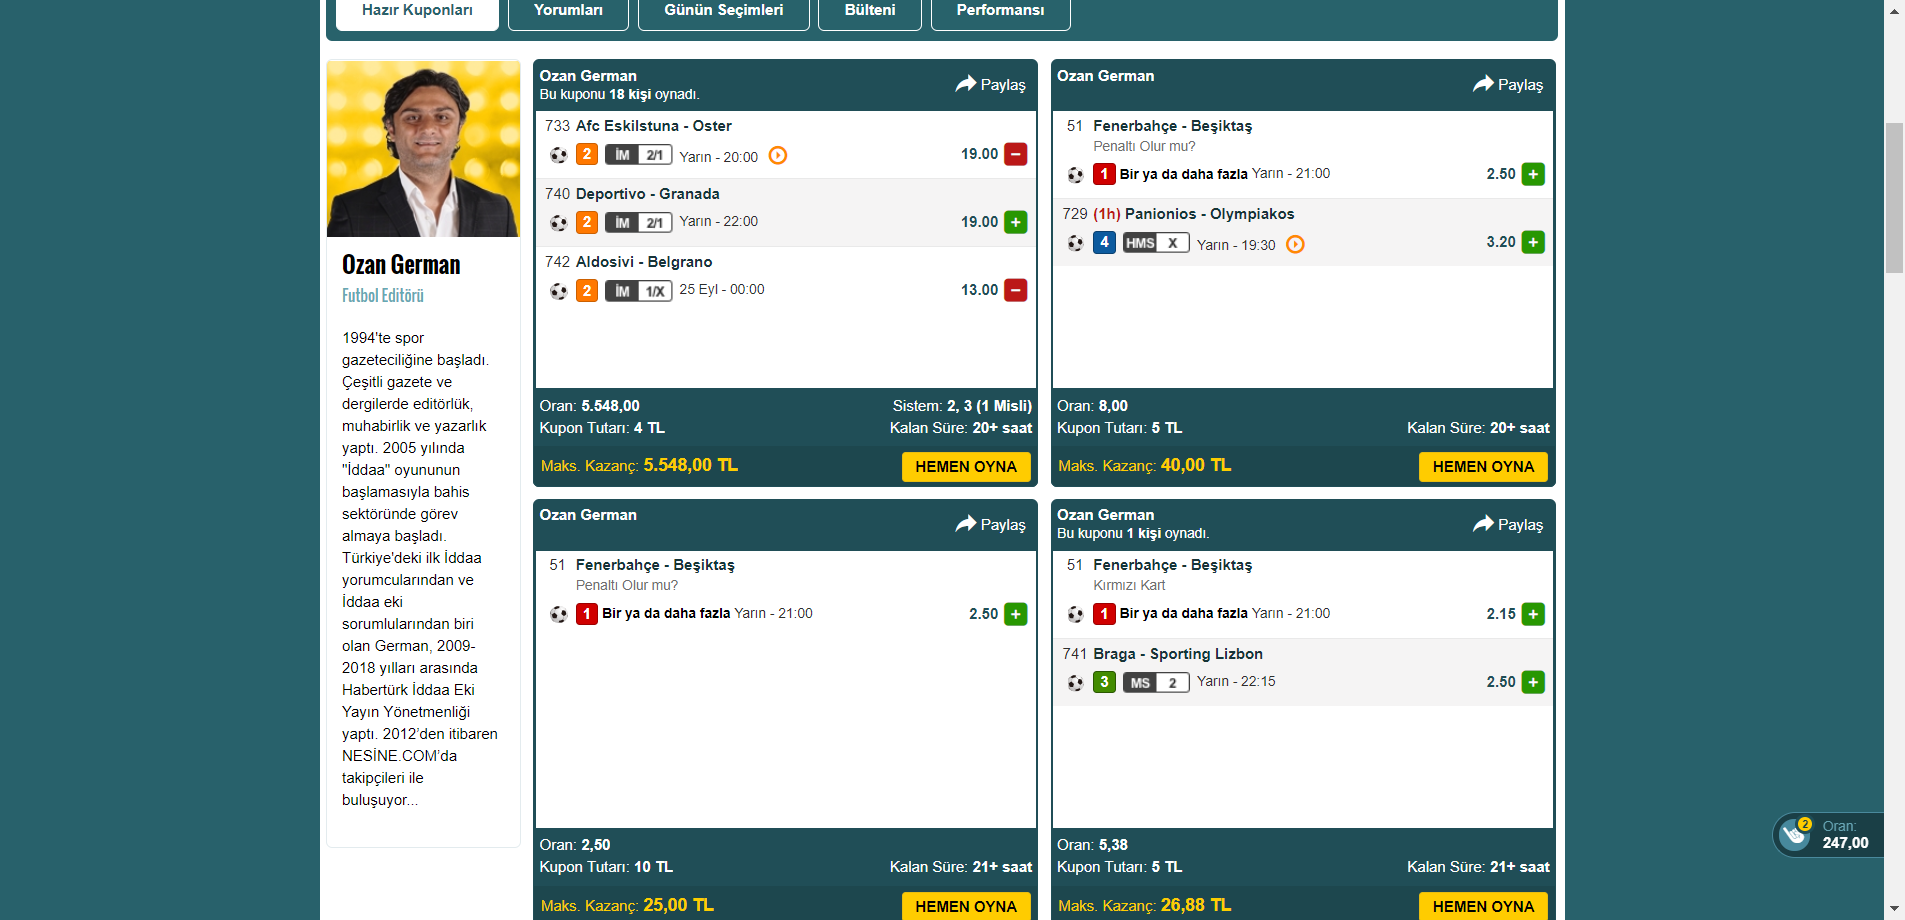 Hazır Kuponları
Yorumları
Günün Seçimleri
Bülteni
Performansı
Ozan German
Futbol Editörü
1994'te spor
gazeteciliğine başladı.
Çeşitli gazete ve
dergilerde editörlük,
muhabirlik ve yazarlık
yaptı. 2005 yılında
"İddaa" oyununun
başlamasıyla bahis
sektöründe görev
almaya başladı.
Türkiye'deki ilk İddaa
yorumcularından ve
İddaa eki
sorumlularından biri
olan German, 2009-
2018 yılları arasında
Habertürk İddaa Eki
Yayın Yönetmenliği
yaptı. 2012'den itibaren
NESİNE.COM'da
takipçileri ile
buluşuyor...
Ozan German
Bu kuponu 18 kişi oynadı.
Paylaş
733 Afc Eskilstuna - Oster
2 İM 2/1 Yarın - 20:00 19.00
740 Deportivo - Granada
2 İM 2/1 Yarın - 22:00 19.00
742 Aldosivi - Belgrano
2 İM 1/X 25 Eyl - 00:00 13.00
Oran: 5.548,00 Sistem: 2, 3 (1 Misli)
Kupon Tutarı: 4 TL Kalan Süre: 20+ saat
Maks. Kazanç: 5.548,00 TL HEMEN OYNA
Ozan German
Paylaş
51 Fenerbahçe - Beşiktaş
Penaltı Olur mu?
1 Bir ya da daha fazla Yarın - 21:00 2.50
729 (1h) Panionios - Olympiakos
4 HMS X Yarın - 19:30 3.20
Oran: 8,00
Kupon Tutarı: 5 TL Kalan Süre: 20+ saat
Maks. Kazanç: 40,00 TL HEMEN OYNA
Ozan German
Paylaş
51 Fenerbahçe - Beşiktaş
Penaltı Olur mu?
1 Bir ya da daha fazla Yarın - 21:00 2.50
Oran: 2,50
Kupon Tutarı: 10 TL Kalan Süre: 21+ saat
Maks. Kazanç: 25,00 TL HEMEN OYNA
Ozan German
Bu kuponu 1 kişi oynadı.
Paylaş
51 Fenerbahçe - Beşiktaş
Kırmızı Kart
1 Bir ya da daha fazla Yarın - 21:00 2.15
741 Braga - Sporting Lizbon
3 MS 2 Yarın - 22:15 2.50
Oran: 5,38
Kupon Tutarı: 5 TL Kalan Süre: 21+ saat
Maks. Kazanç: 26,88 TL HEMEN OYNA
2 Oran:
247,00